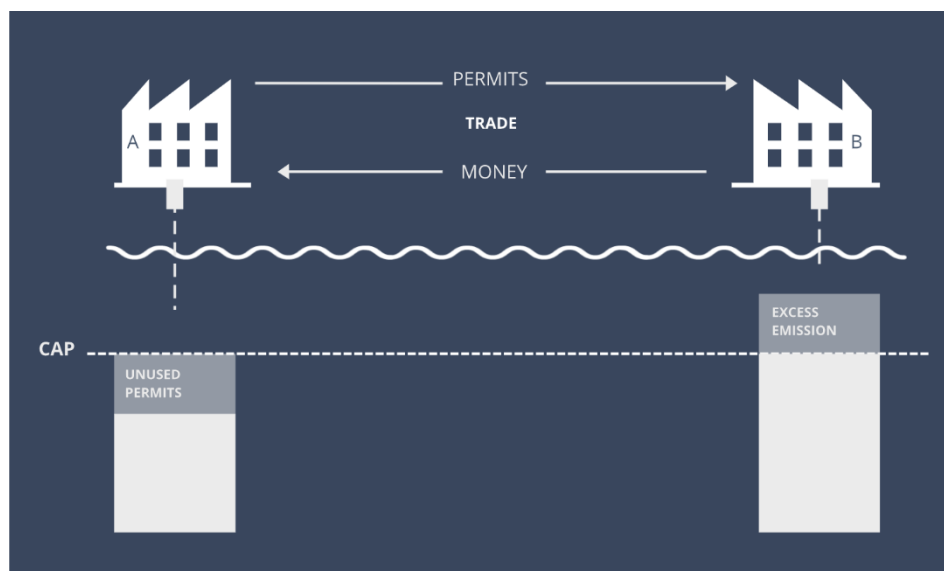 PERMITS
A
TRADE
B
MONEY
EXCESS
EMISSION
CAP
UNUSED
PERMITS